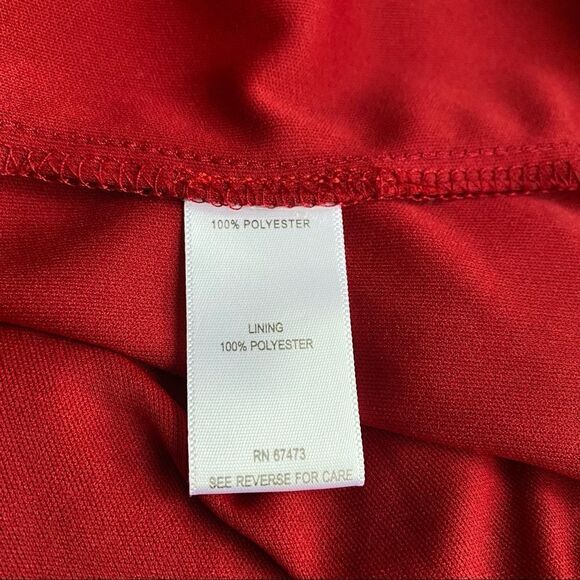 100% POLYESTER
LINING
100% POLYESTER
RN 67473
SEE REVERSE FOR CARE